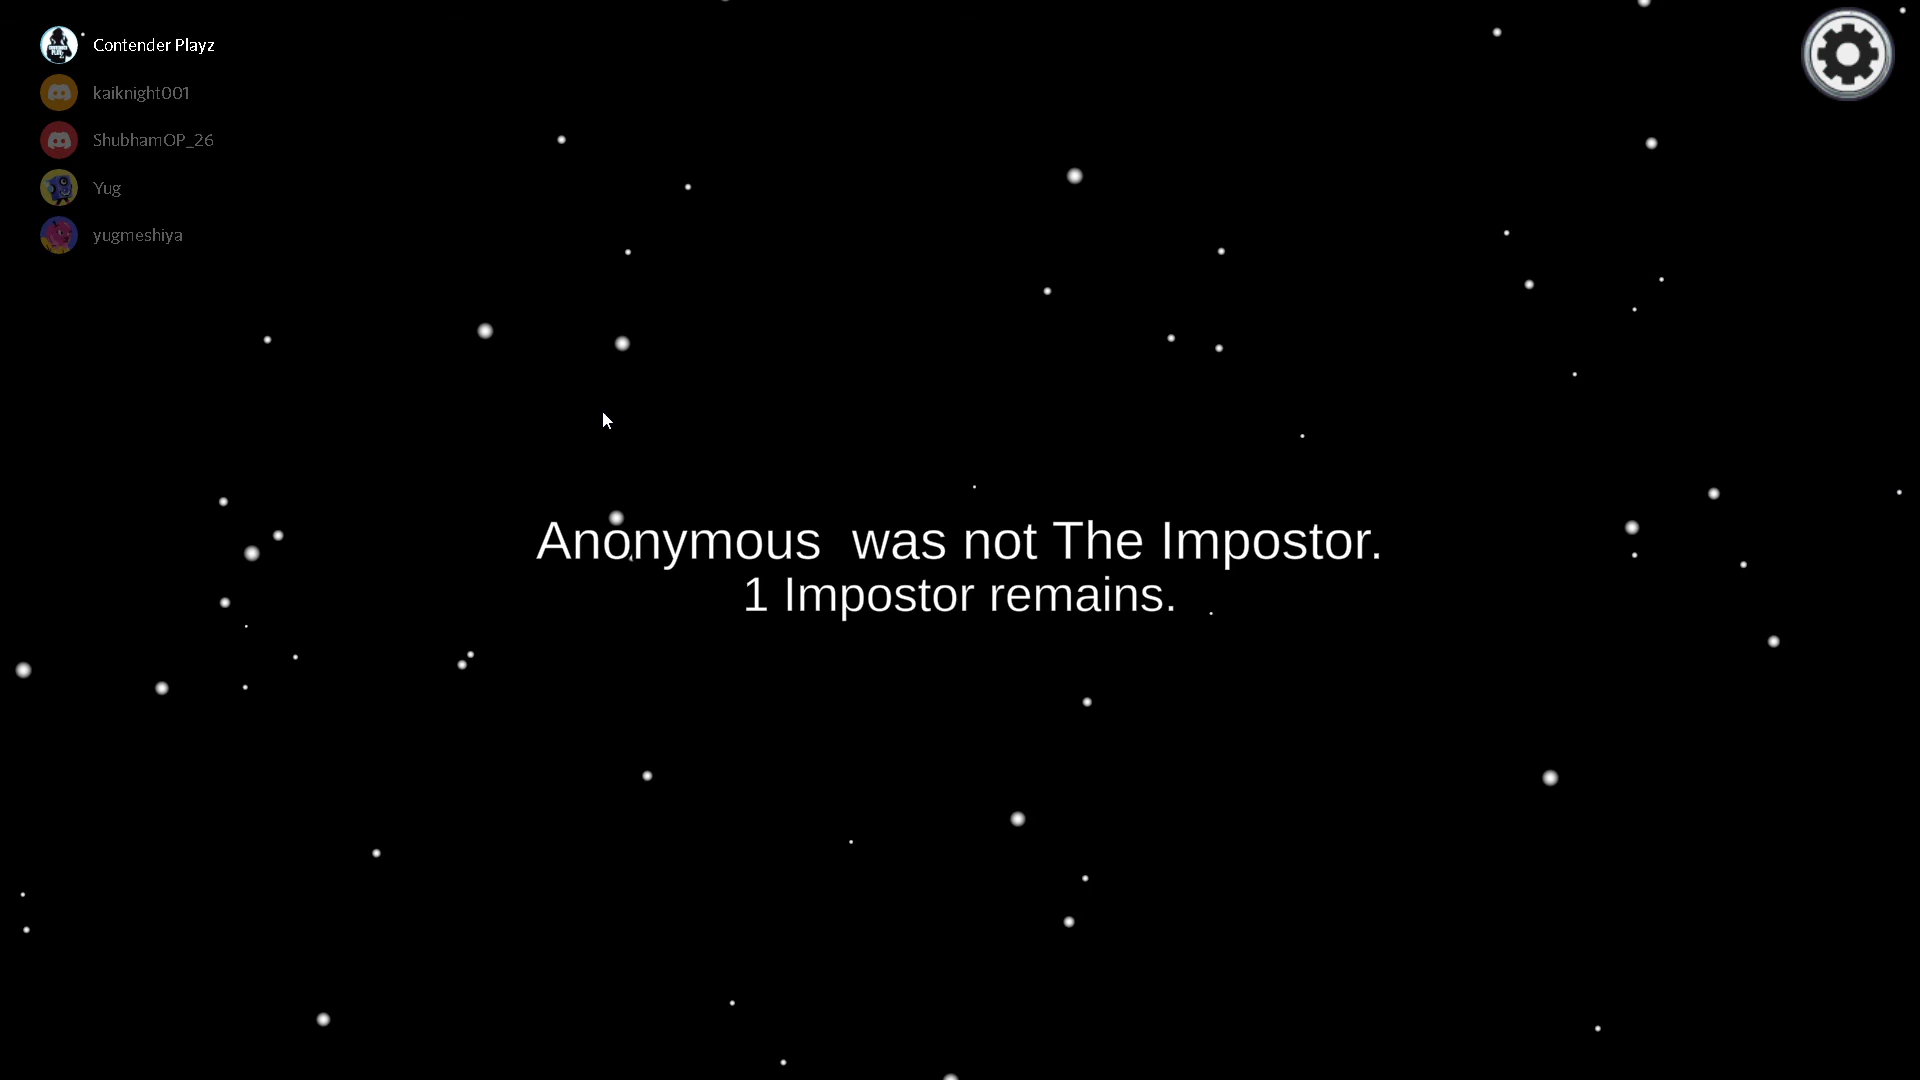 Contender Playz
kaiknight001
ShubhamOP_26
Yug
yugmeshiya
Anonymous  was not The Impostor.
1 Impostor remains.